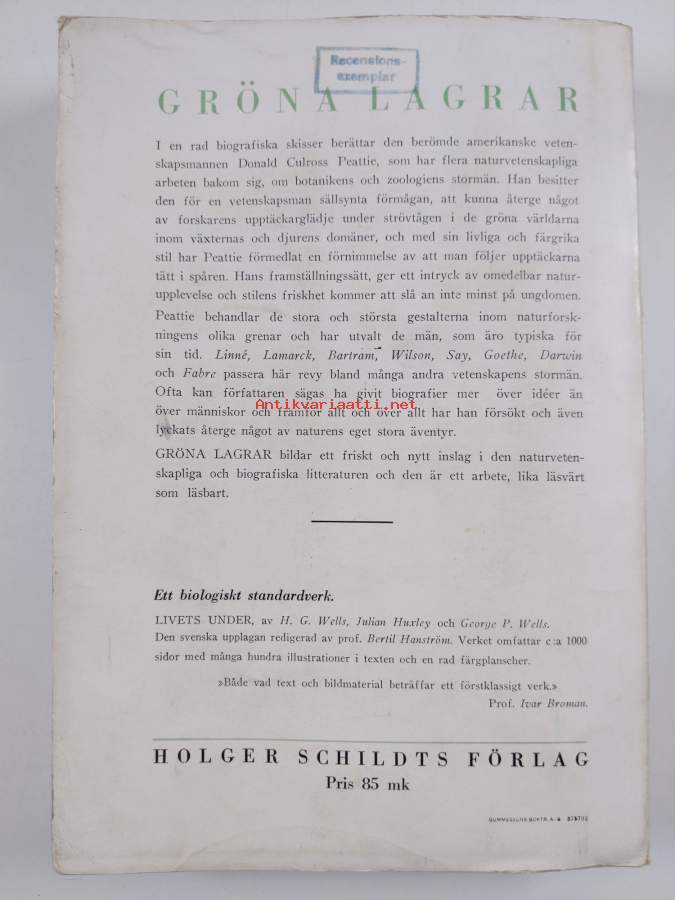 Recensions-
exemplar
GRÖNA LAGRAR
I en rad biografiska skisser berättar den berömde amerikanske veten-
skapsmannen Donald Culross Peattie, som har flera naturvetenskapliga
arbeten bakom sig, om botanikens och zoologiens stormän. Han besitter
den för en vetenskapsman sällsynta förmågan, att kunna återge något
av forskarens upptäckarglädje under strövtågen i de gröna världarna
inom växternas och djurens domäner, och med sin livliga och färgrika
stil har Peattie förmedlat en förnimmelse av att man följer upptäckarna
tätt i spåren. Hans framställningssätt, ger ett intryck av omedelbar natur-
upplevelse och stilens friskhet kommer att slå an inte minst på ungdomen.
Peattie behandlar de stora och största gestalterna inom naturforsk-
ningens olika grenar och har utvalt de män, som äro typiska för
sin tid. Linné, Lamarck, Bartram, Wilson, Say, Goethe, Darwin
och Fabre passera här revy bland många andra vetenskapens stormän.
Ofta kan författaren sägas ha givit biografier mer över idéer än
över människor och framför allt och över allt har han försökt och även
lyckats återge något av naturens eget stora äventyr.
Antikvariaatti.net
GRÖNA LAGRAR bildar ett friskt och nytt inslag i den naturveten-
skapliga och biografiska litteraturen och den är ett arbete, lika läsvärt
som läsbart.
Ett biologiskt standardverk.
LIVETS UNDER, av H. G. Wells, Julian Huxley och George P. Wells.
Den svenska upplagan redigerad av prof. Bertil Hanström. Verket omfattar c:a 1000
sidor med många hundra illustrationer i texten och en rad färgplanscher.
»Både vad text och bildmaterial beträffar ett förstklassigt verk.»
Prof. Ivar Broman.
HOLGER SCHILDTS FÖRLAG
Pris 85 mk
GUMMESSONS BOKTR. A.-B.